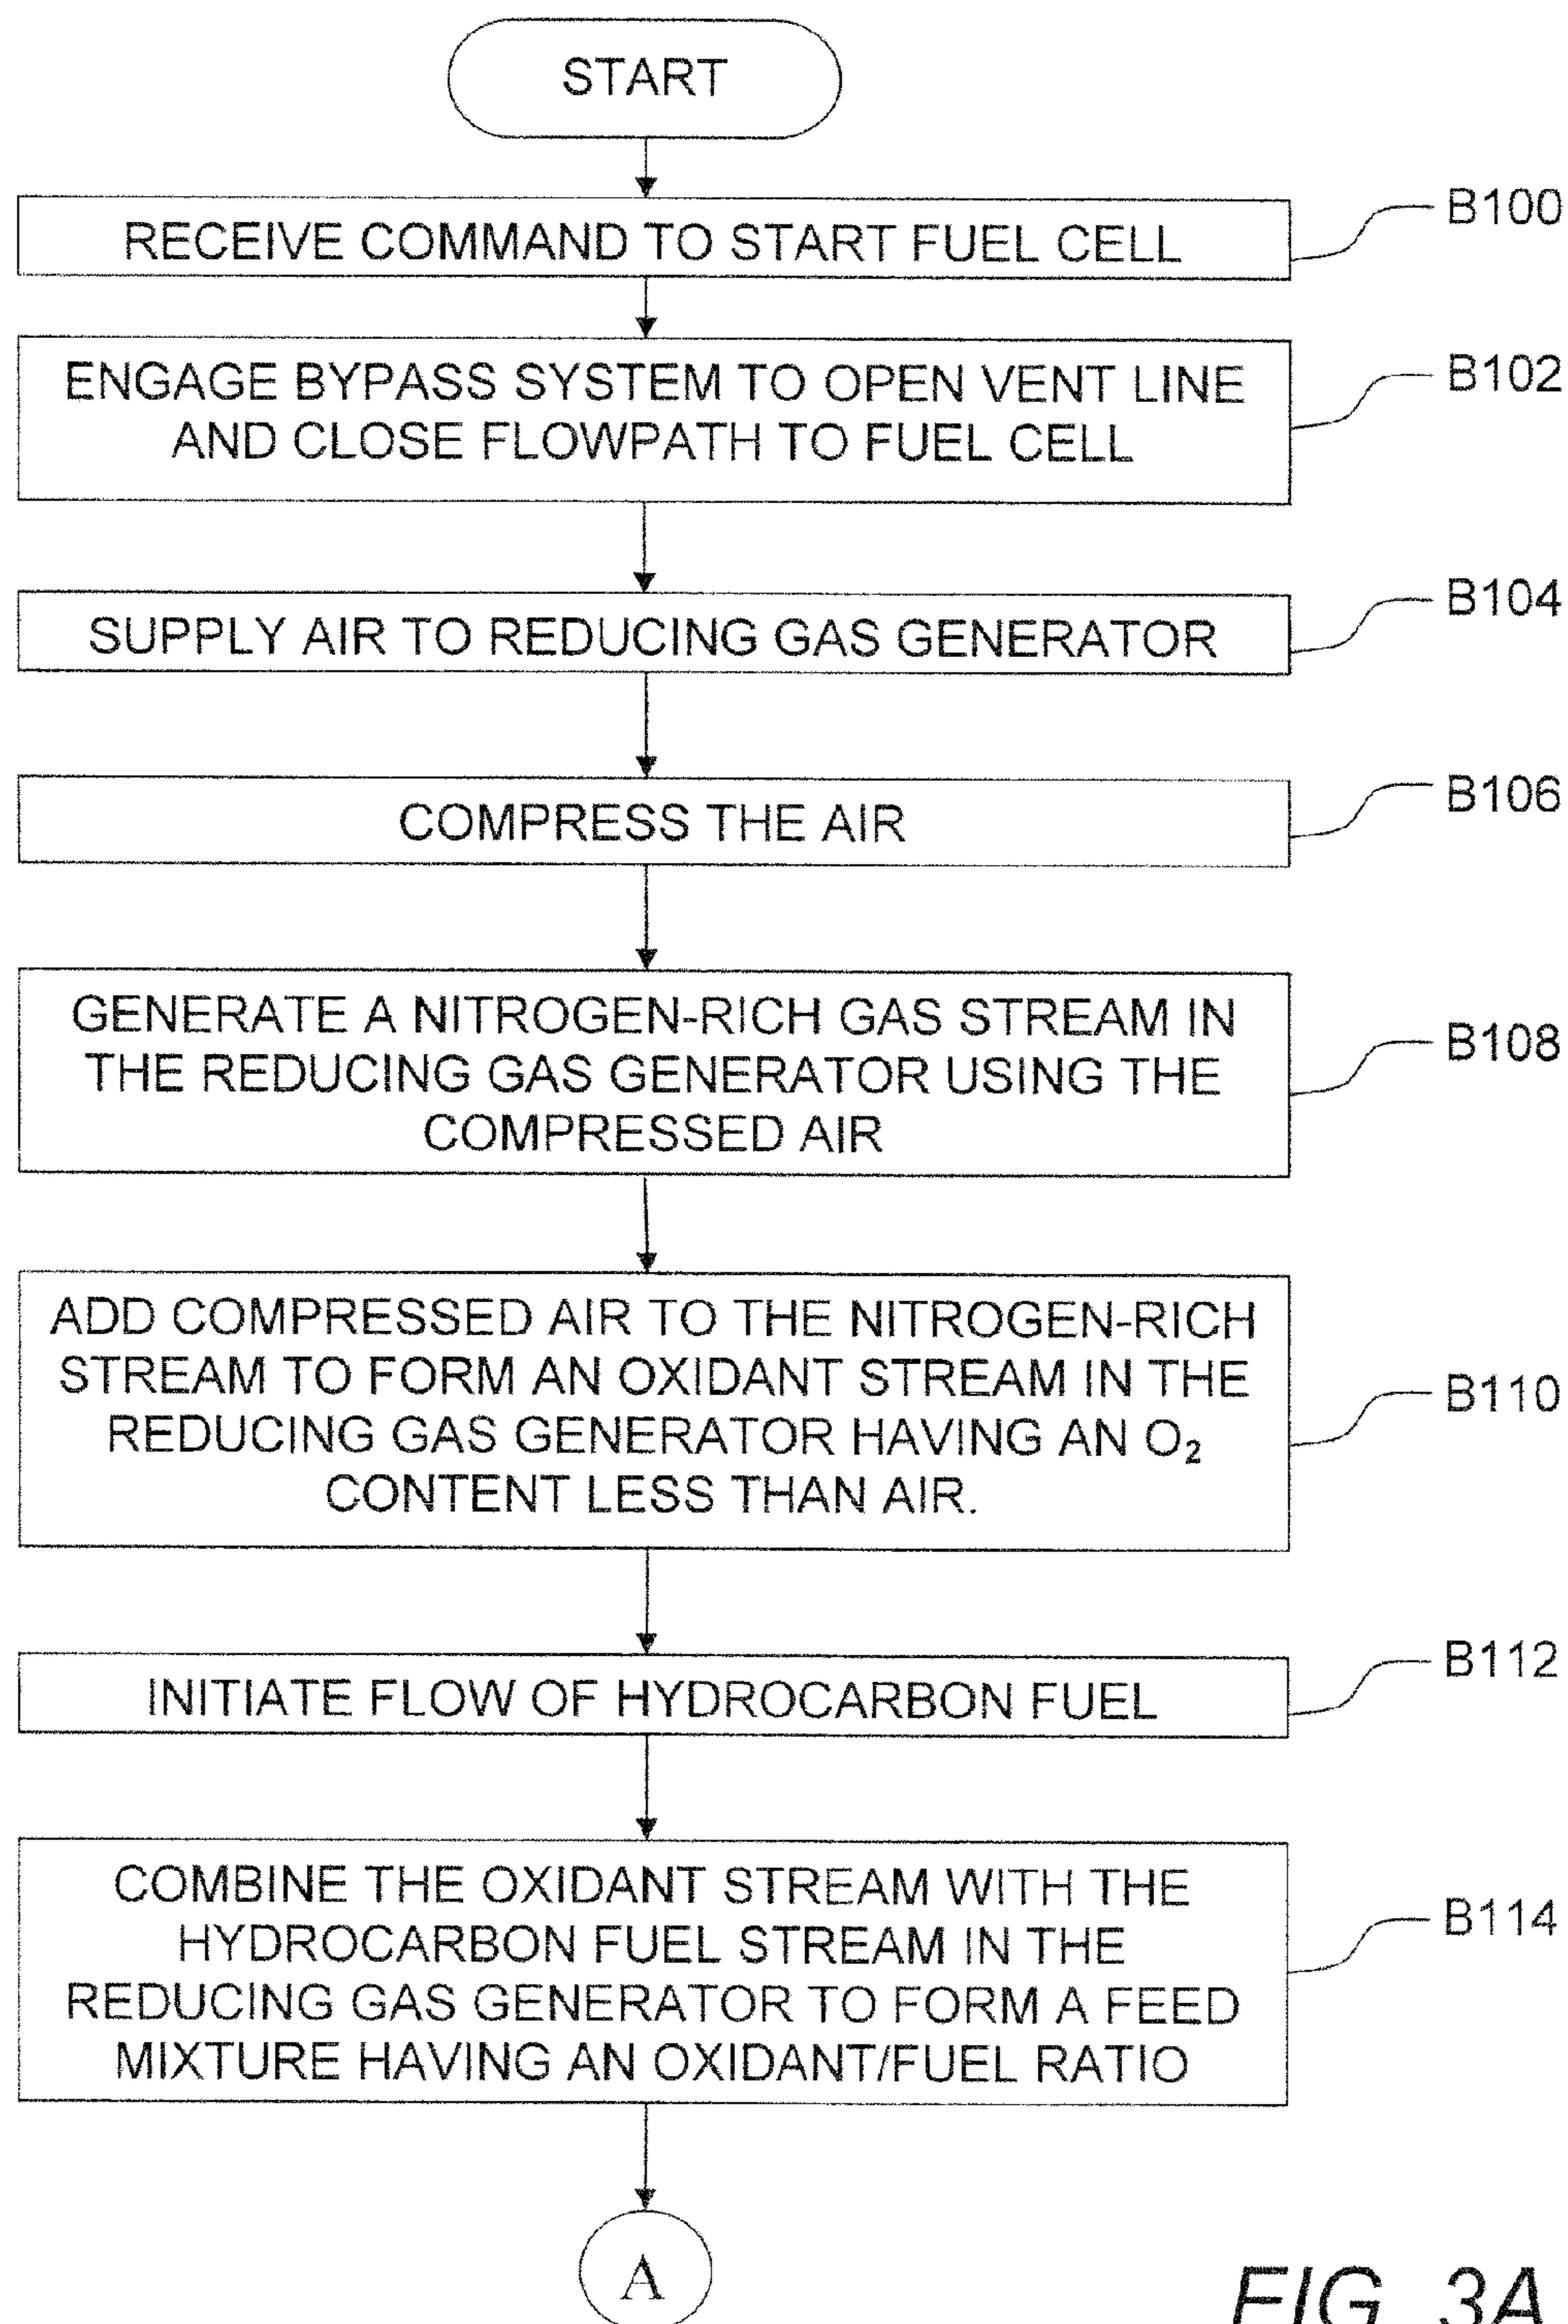 START
RECEIVE COMMAND TO START FUEL CELL
B100
ENGAGE BYPASS SYSTEM TO OPEN VENT LINE
AND CLOSE FLOWPATH TO FUEL CELL
B102
SUPPLY AIR TO REDUCING GAS GENERATOR
B104
COMPRESS THE AIR
B106
GENERATE A NITROGEN-RICH GAS STREAM IN
THE REDUCING GAS GENERATOR USING THE
COMPRESSED AIR
B108
ADD COMPRESSED AIR TO THE NITROGEN-RICH
STREAM TO FORM AN OXIDANT STREAM IN THE
REDUCING GAS GENERATOR HAVING AN O₂
CONTENT LESS THAN AIR.
B110
INITIATE FLOW OF HYDROCARBON FUEL
B112
COMBINE THE OXIDANT STREAM WITH THE
HYDROCARBON FUEL STREAM IN THE
REDUCING GAS GENERATOR TO FORM A FEED
MIXTURE HAVING AN OXIDANT/FUEL RATIO
B114
A
FIG. 3A